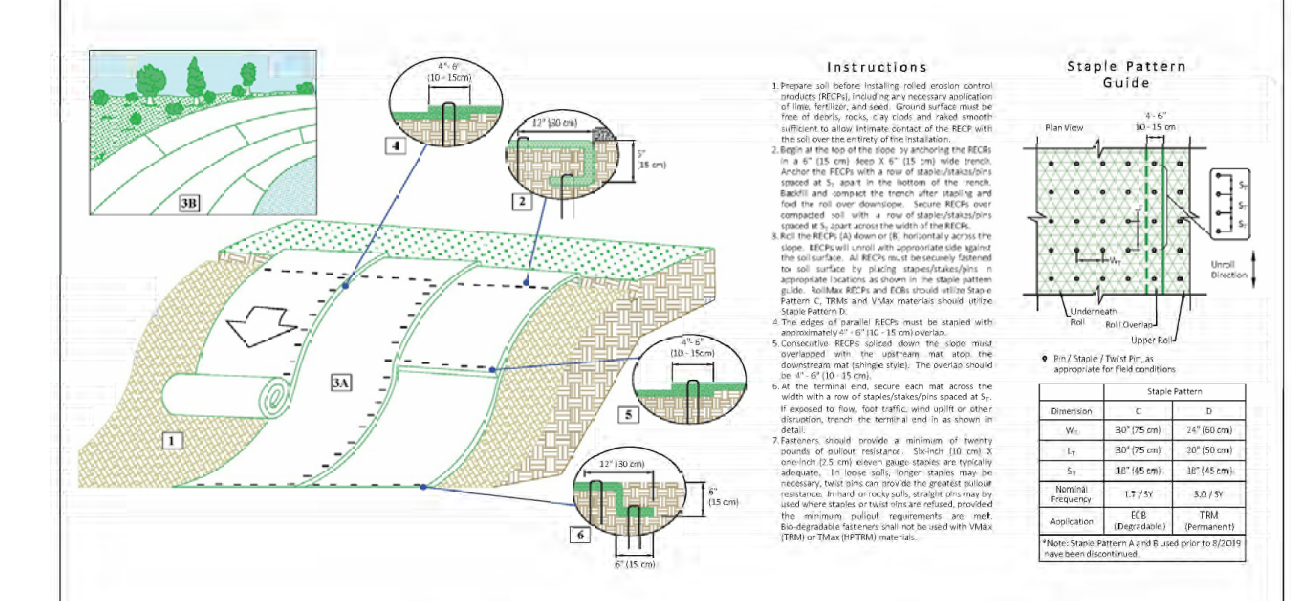 4"- 6"
(10 - 15cm)
4
12" (30 cm)
6"
(15 cm)
2
3B
3A
1
4"- 6"
(10 - 15cm)
5
12" (30 cm)
6"
(15 cm)
6
6" (15 cm)
Instructions
1. Prepare soil before installing rolled erosion control
products (RECPs), including any necessary application
of lime, fertilizer, and seed. Ground surface must be
free of debris, rocks, clay clods and raked smooth
sufficient to allow intimate contact of the RECP with
the soil over the entirety of the installation.
2. Begin at the top of the slope by anchoring the RECPs
in a 6" (15 cm) deep X 6" (15 cm) wide trench.
Anchor the RECPs with a row of staples/stakes/pins
spaced at ST apart in the bottom of the trench.
Backfill and compact the trench after stapling and
fold the roll over downslope. Secure RECPs over
compacted soil with a row of staples/stakes/pins
spaced at ST apart across the width of the RECPs.
3. Roll the RECPs (A) down or (B) horizontally across the
slope. RECPs will unroll with appropriate side against
the soil surface. All RECPs must be securely fastened
to soil surface by placing staples/stakes/pins in
appropriate locations as shown in the staple pattern
guide. RollMax RECPs and ECBs should utilize Staple
Pattern C, TRMs and VMax materials should utilize
Staple Pattern D.
4. The edges of parallel RECPs must be stapled with
approximately 4" - 6" (10 - 15 cm) overlap.
5. Consecutive RECPs spliced down the slope must
overlapped with the upstream mat atop the
downstream mat (shingle style). The overlap should
be 4" - 6" (10 - 15 cm).
6. At the terminal end, secure each mat across the
width with a row of staples/stakes/pins spaced at ST.
If exposed to flow, foot traffic, wind uplift or other
disruption, trench the terminal end in as shown in
detail.
7. Fasteners should provide a minimum of twenty
pounds of pullout resistance. Six-inch (10 cm) X
one-inch (2.5 cm) eleven gauge staples are typically
adequate. In loose soils, longer staples may be
necessary, twist pins can provide the greatest pullout
resistance. In hard or rocky soils, straight pins may by
used where staples or twist pins are refused, provided
the minimum pullout requirements are met.
Bio-degradable fasteners shall not be used with VMax
(TRM) or TMax (HPTRM) materials.
Staple Pattern
Guide
4 - 6"
10 - 15 cm
Plan View
WT
ST
ST
ST
Unroll
Direction
Underneath
Roll
Roll Overlap
Upper Roll
Pin / Staple / Twist Pin, as
appropriate for field conditions
Staple Pattern
Dimension C D
WT 30" (75 cm) 24" (60 cm)
LT 30" (75 cm) 20" (50 cm)
ST 18" (45 cm) 18" (45 cm)
Nominal
Frequency 1.7 / SY 3.0 / SY
Application ECB
(Degradable) TRM
(Permanent)
*Note: Staple Pattern A and B used prior to 8/2019
have been discontinued.